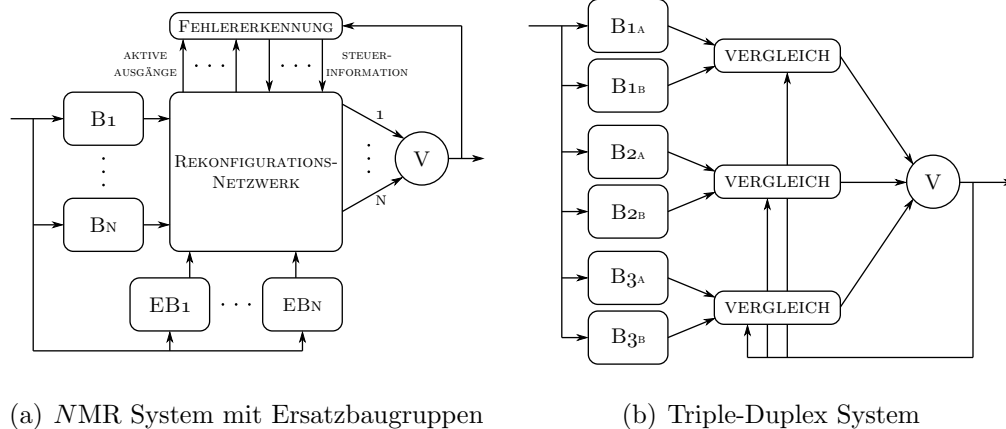 FEHLERERKENNUNG
AKTIVE
AUSGÄNGE
...
...
STEUER-
INFORMATION
B1
BN
REKONFIGURATIONS-
NETZWERK
1
N
V
EB1
...
EBN
(a) NMR System mit Ersatzbaugruppen
B1A
B1B
B2A
B2B
B3A
B3B
VERGLEICH
VERGLEICH
VERGLEICH
V
(b) Triple-Duplex System